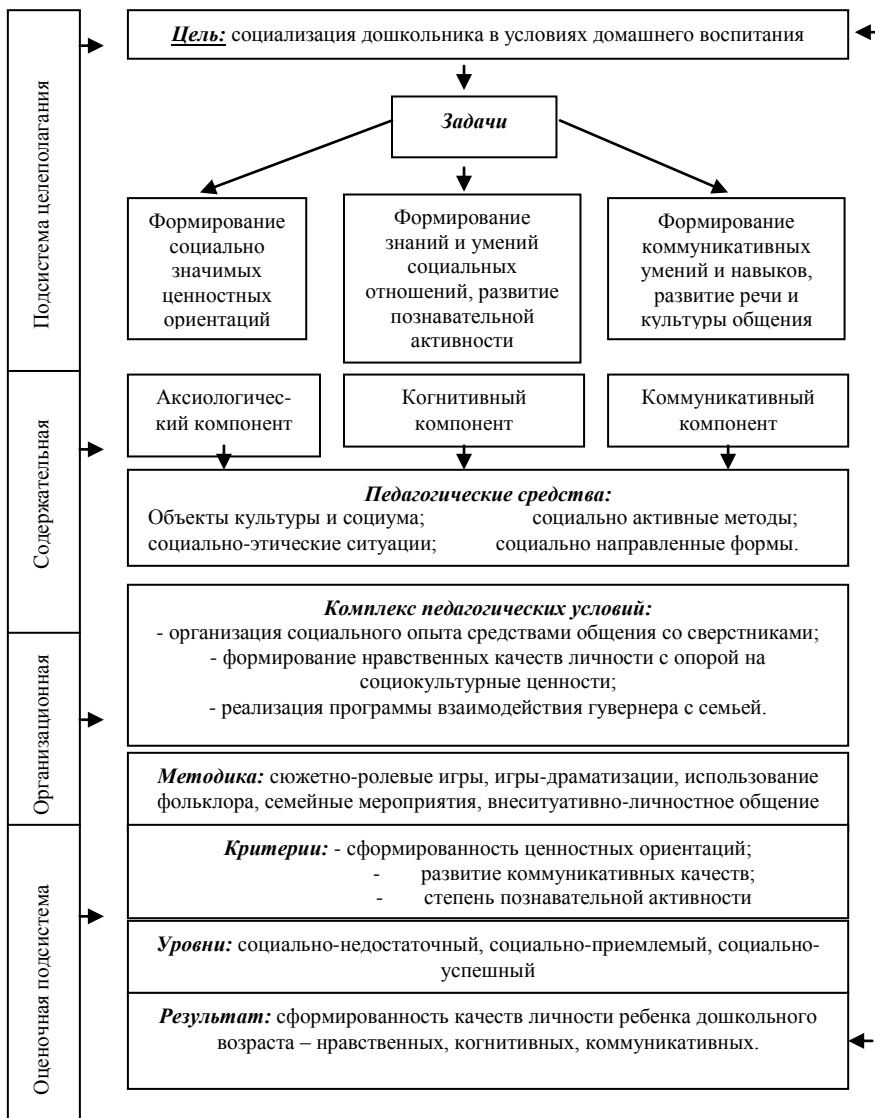 Подсистема целеполагания
Цель: социализация дошкольника в условиях домашнего воспитания
Задачи
Формирование
социально
значимых
ценностных
ориентаций
Формирование
знаний и умений
социальных
отношений, развитие
познавательной
активности
Формирование
коммуникативных
умений и навыков,
развитие речи и
культуры общения
Содержательная
Аксиологичес-
кий компонент
Когнитивный
компонент
Коммуникативный
компонент
Педагогические средства:
Объекты культуры и социума; социально активные методы;
социально-этические ситуации; социально направленные формы.
Организационная
Комплекс педагогических условий:
- организация социального опыта средствами общения со сверстниками;
- формирование нравственных качеств личности с опорой на
социокультурные ценности;
- реализация программы взаимодействия гувернера с семьей.
Методика: сюжетно-ролевые игры, игры-драматизации, использование
фольклора, семейные мероприятия, внеситуативно-личностное общение
Оценочная подсистема
Критерии: - сформированность ценностных ориентаций;
- развитие коммуникативных качеств;
- степень познавательной активности
Уровни: социально-недостаточный, социально-приемлемый, социально-
успешный
Результат: сформированность качеств личности ребенка дошкольного
возраста – нравственных, когнитивных, коммуникативных.